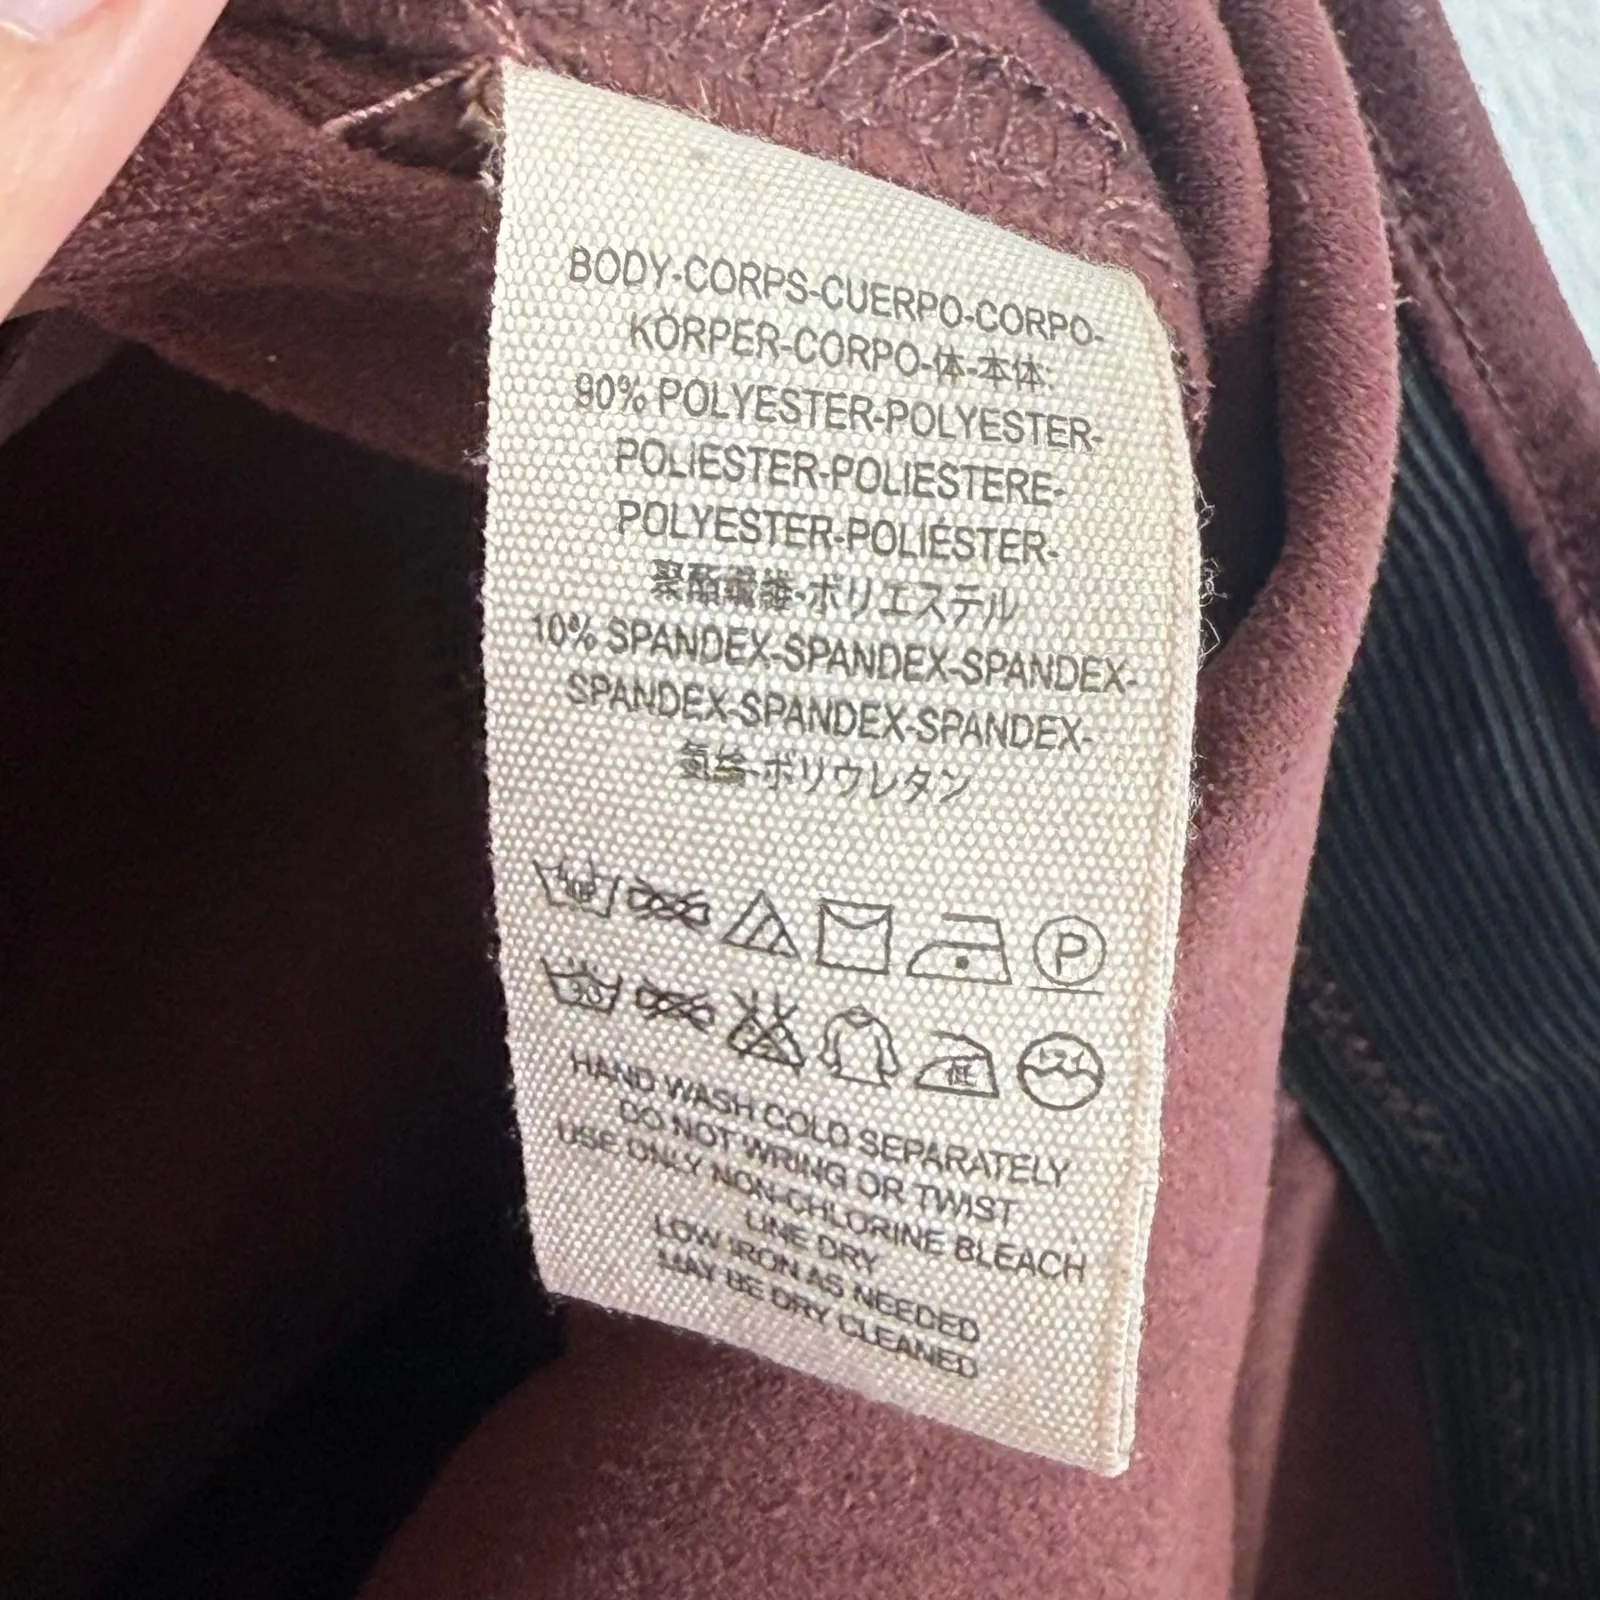 BODY-CORPS-CUERPO-CORPO-
KÖRPER-CORPO-体-本体:
90% POLYESTER-POLYESTER-
POLIESTER-POLIESTERE-
POLYESTER-POLIESTER-
聚酯纖維-ポリエステル
10% SPANDEX-SPANDEX-SPANDEX-
SPANDEX-SPANDEX-SPANDEX-
氨綸-ポリウレタン
P
HAND WASH COLD SEPARATELY
DO NOT WRING OR TWIST
USE ONLY NON-CHLORINE BLEACH
LINE DRY
LOW IRON AS NEEDED
MAY BE DRY CLEANED